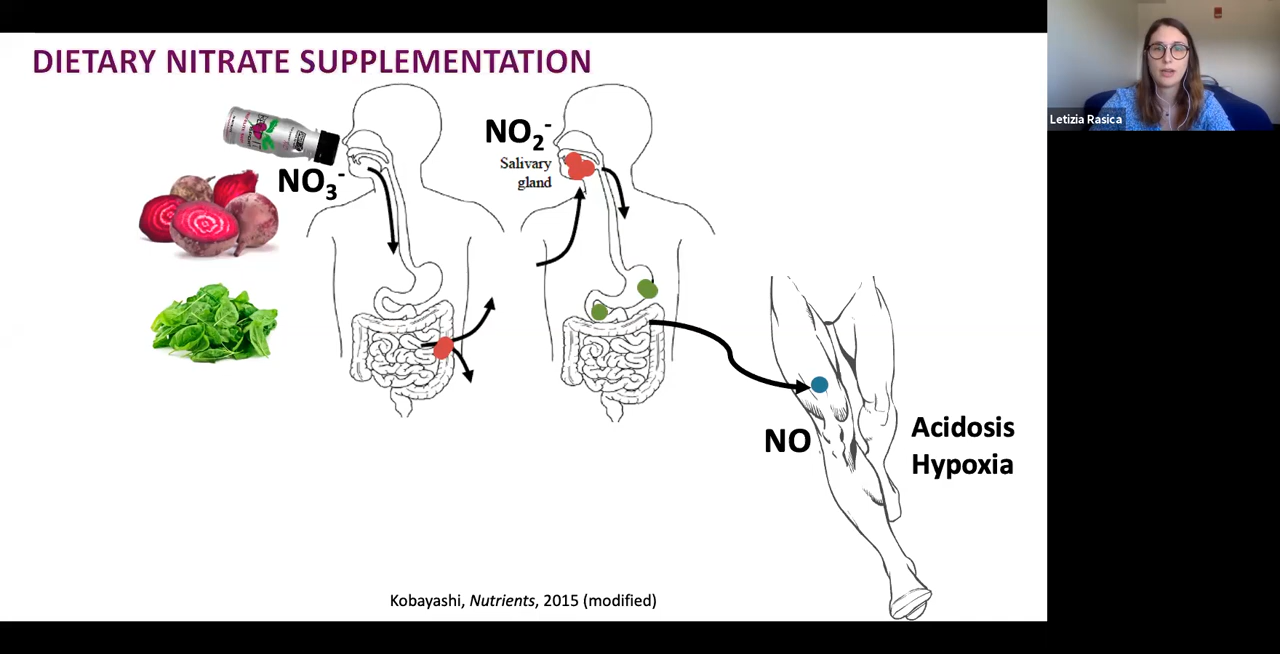 DIETARY NITRATE SUPPLEMENTATION
Letizia Rasica
NO3-
NO2-
Salivary
gland
NO
Acidosis
Hypoxia
Kobayashi, Nutrients, 2015 (modified)